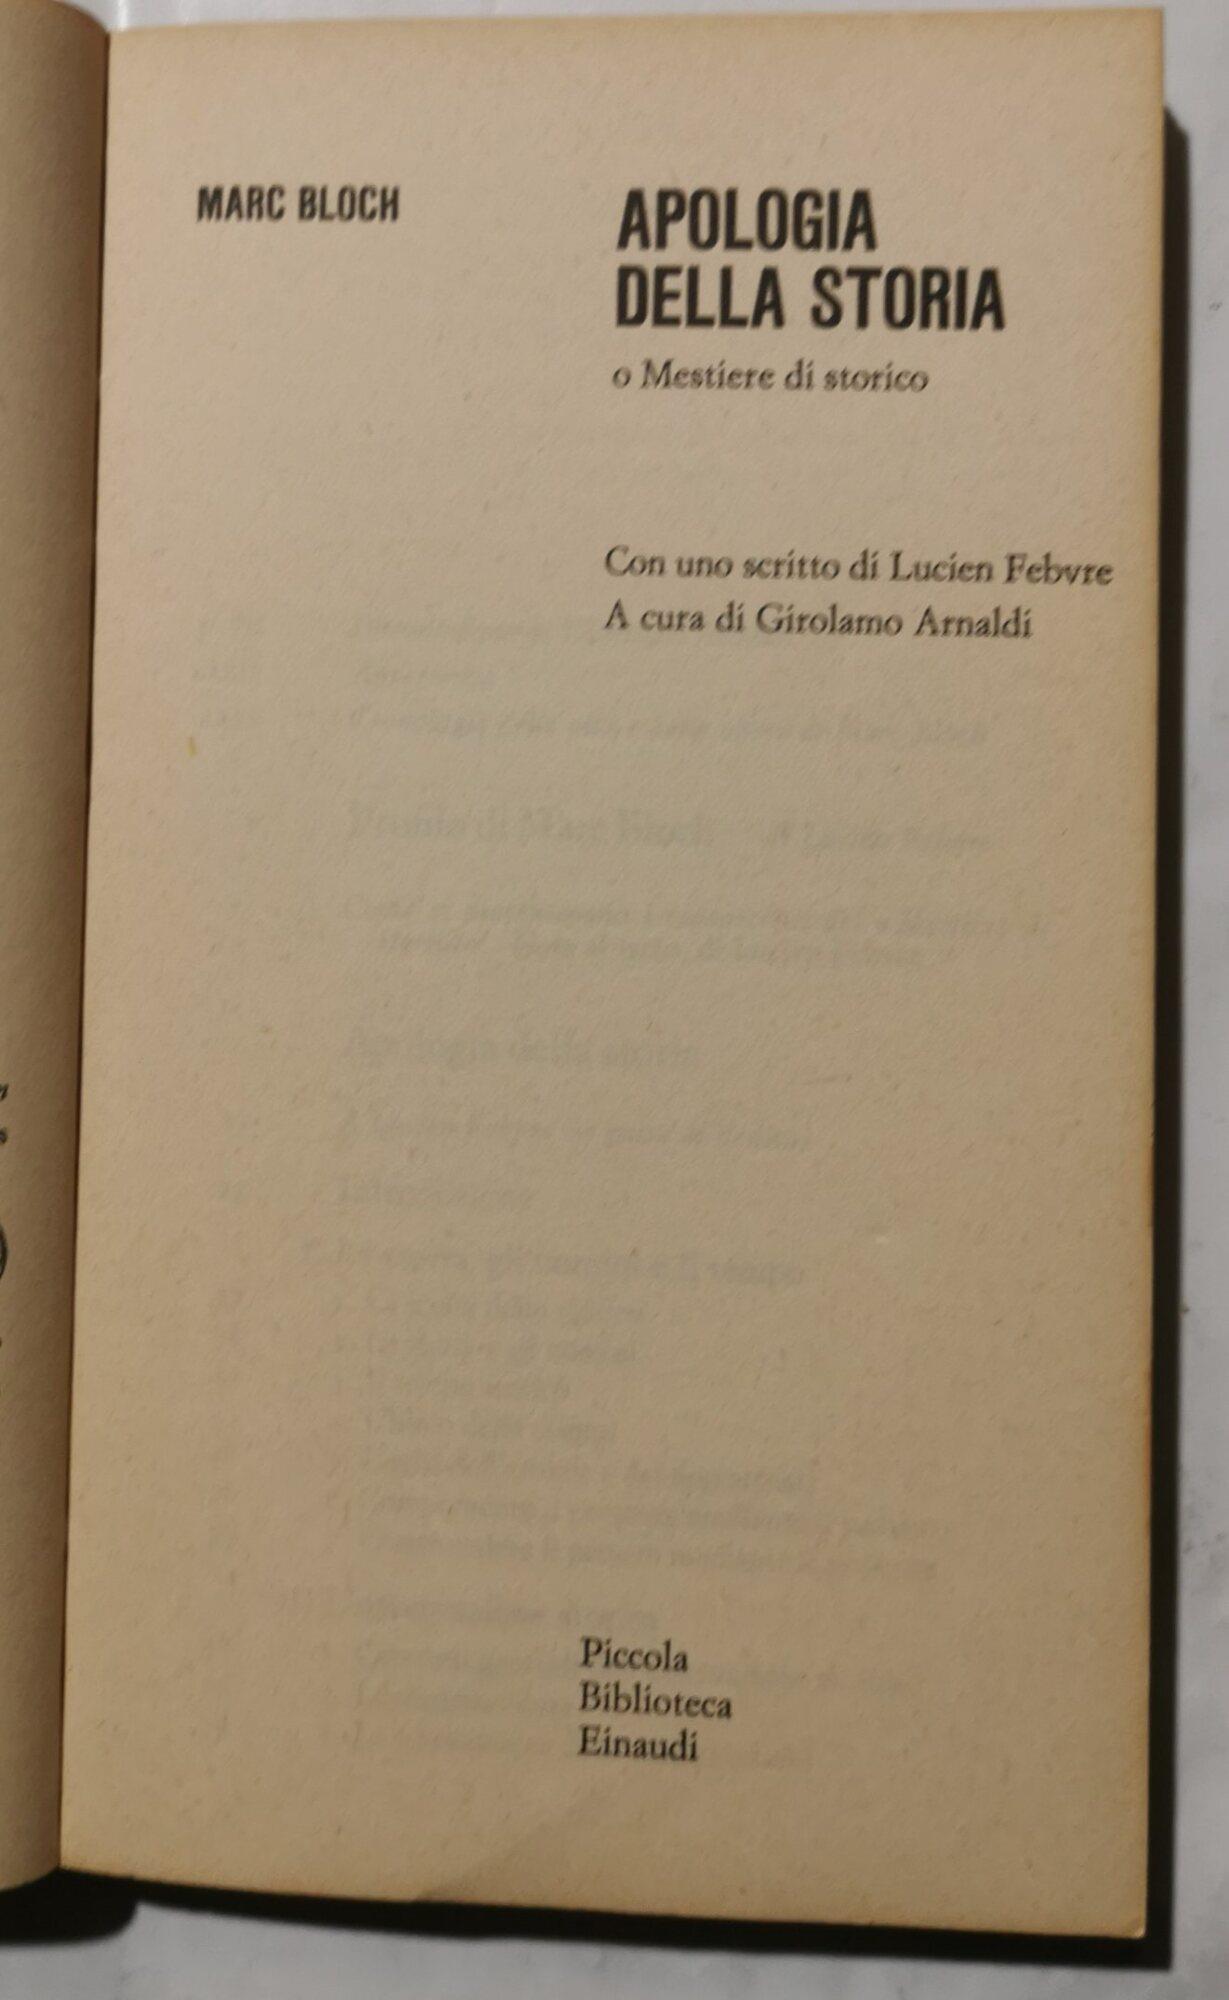 MARC BLOCH
APOLOGIA
DELLA STORIA
o Mestiere di storico
Con uno scritto di Lucien Febvre
A cura di Girolamo Arnaldi
Piccola
Biblioteca
Einaudi